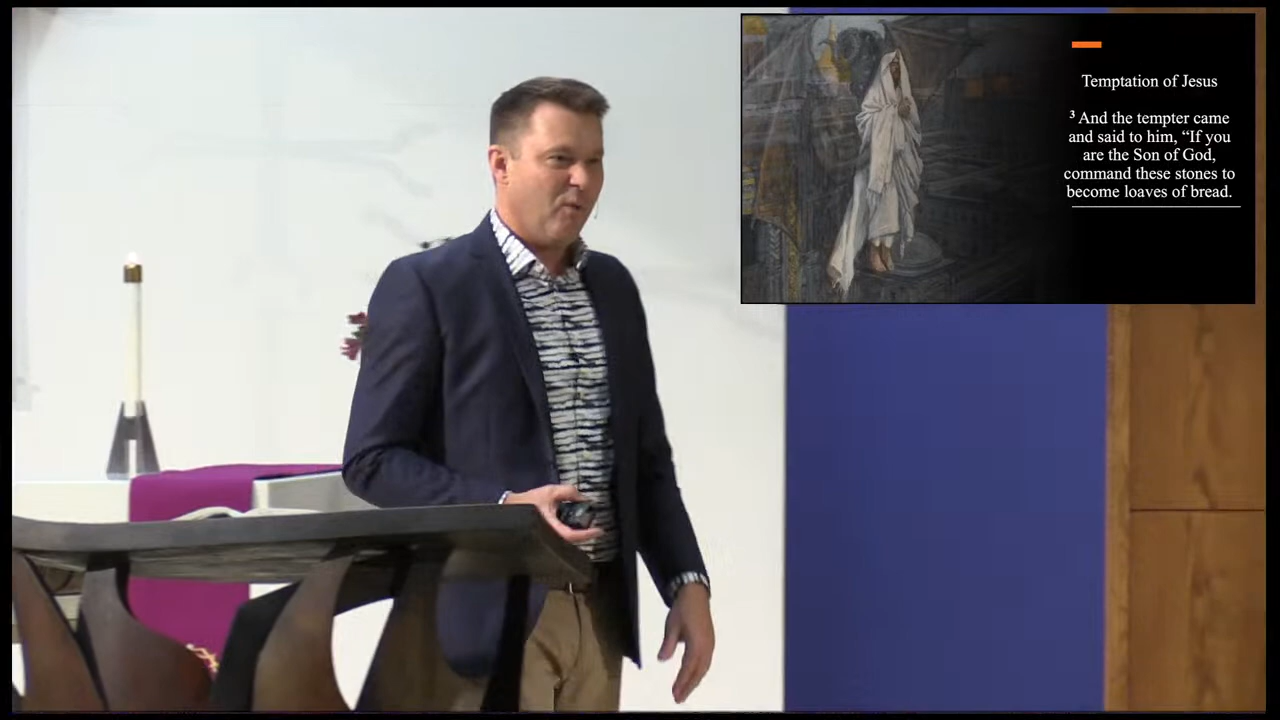 Temptation of Jesus
3 And the tempter came
and said to him, “If you
are the Son of God,
command these stones to
become loaves of bread.